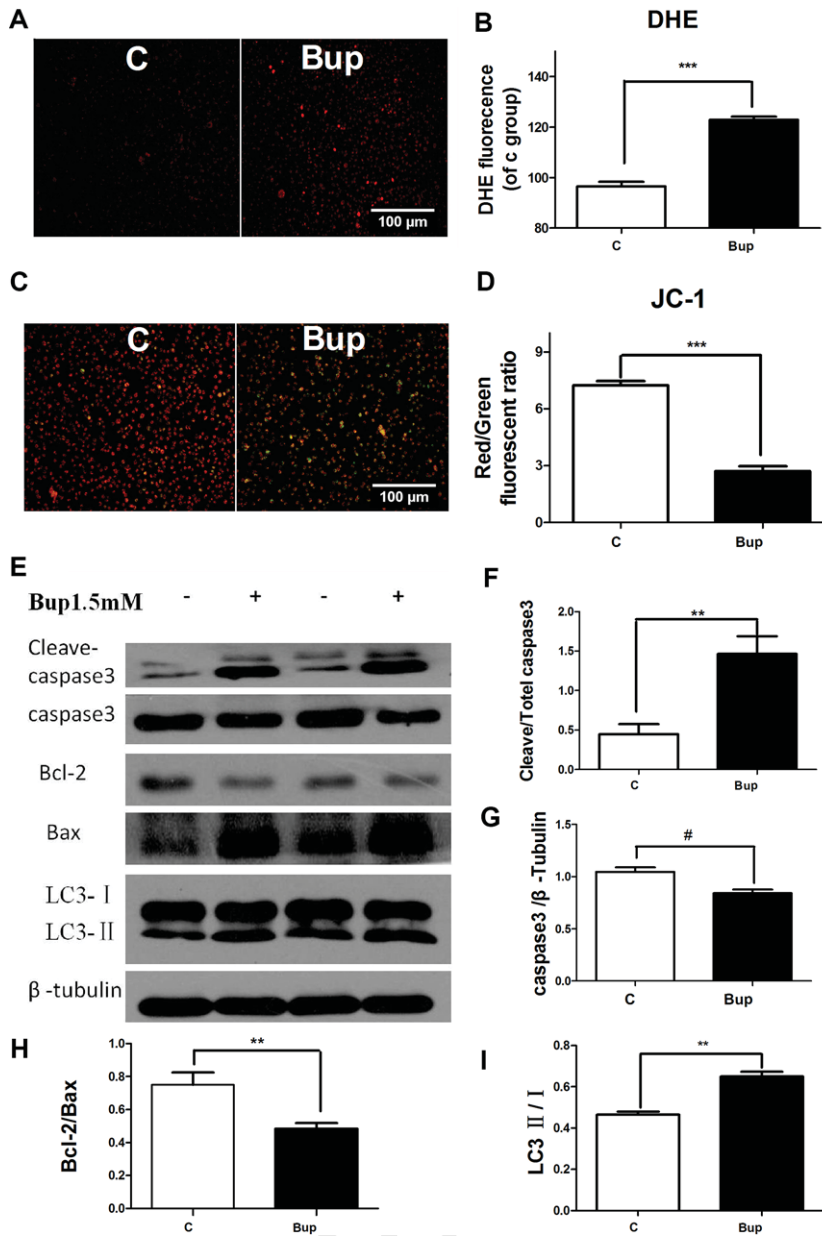 A
C
Bup
100 µm
B
DHE
DHE fluorecence
(of c group)
140
120
100
80
***
C
Bup
C
C
Bup
100 µm
D
JC-1
Red/Green
fluorescent ratio
9
6
3
0
***
C
Bup
E
Bup1.5mM - + - +
Cleave-
caspase3
caspase3
Bcl-2
Bax
LC3-Ⅰ
LC3-Ⅱ
β-tubulin
F
Cleave/Totel caspase3
2.0
1.5
1.0
0.5
0.0
**
C
Bup
G
caspase3/β-Tubulin
1.5
1.0
0.5
0.0
#
C
Bup
H
Bcl-2/Bax
1.0
0.8
0.6
0.4
0.2
0.0
**
C
Bup
I
LC3 Ⅱ/Ⅰ
0.8
0.6
0.4
0.2
0.0
**
C
Bup